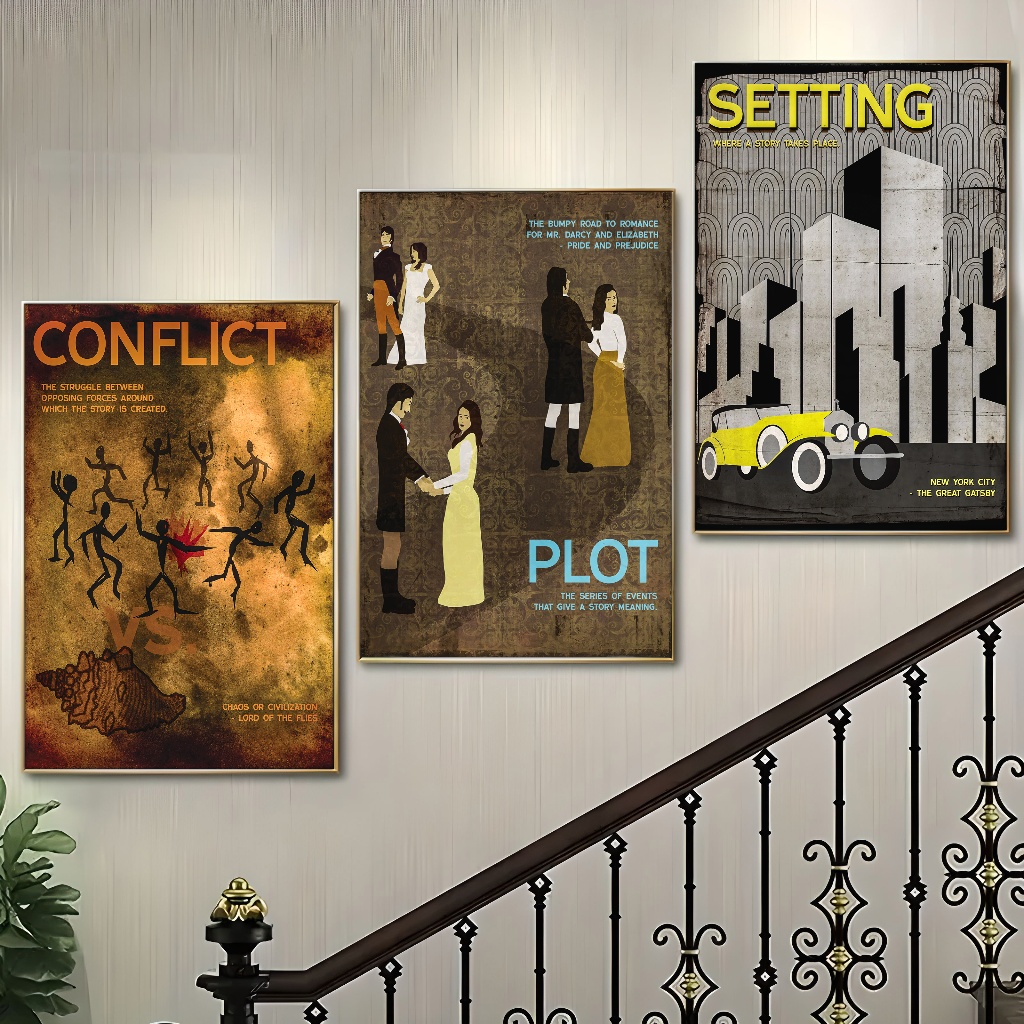 CONFLICT
THE STRUGGLE BETWEEN
OPPOSING FORCES AROUND
WHICH THE STORY IS CREATED.
VS.
CHAOS OR CIVILIZATION
- LORD OF THE FLIES
THE BUMPY ROAD TO ROMANCE
FOR MR. DARCY AND ELIZABETH
- PRIDE AND PREJUDICE
PLOT
THE SERIES OF EVENTS
THAT GIVE A STORY MEANING.
SETTING
WHERE A STORY TAKES PLACE.
NEW YORK CITY
- THE GREAT GATSBY